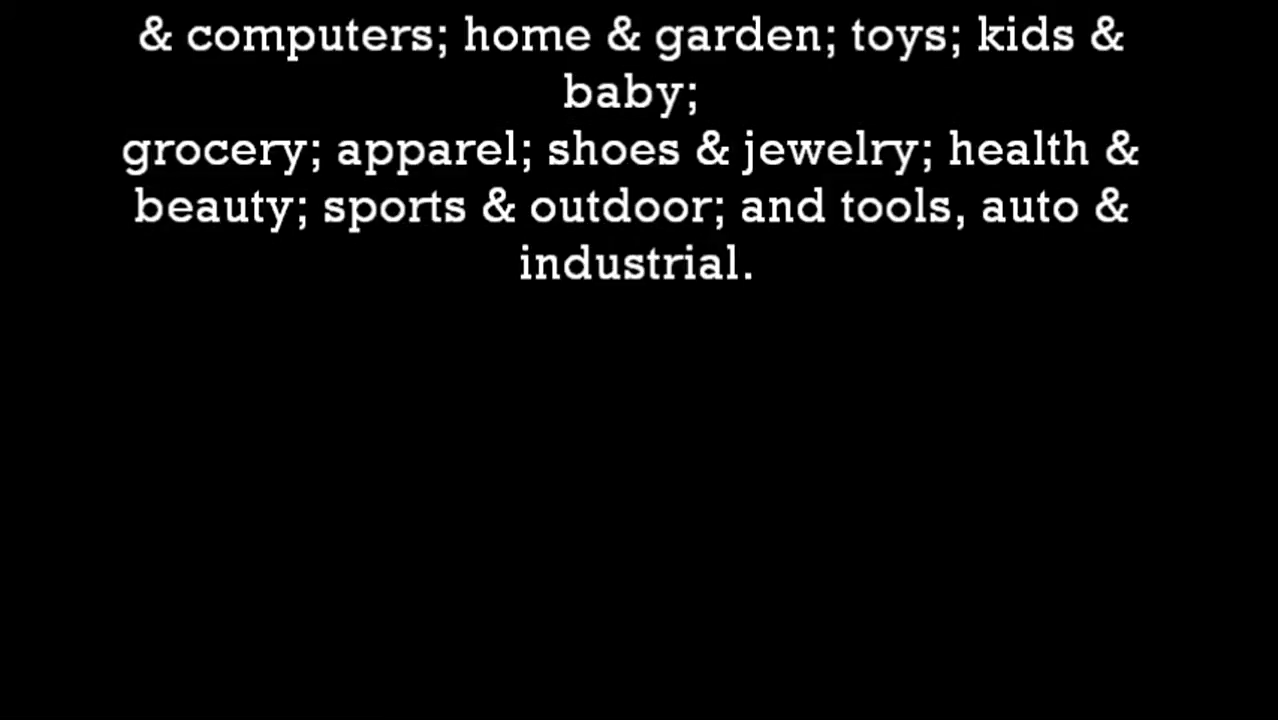 & computers; home & garden; toys; kids &
baby;
grocery; apparel; shoes & jewelry; health &
beauty; sports & outdoor; and tools, auto &
industrial.